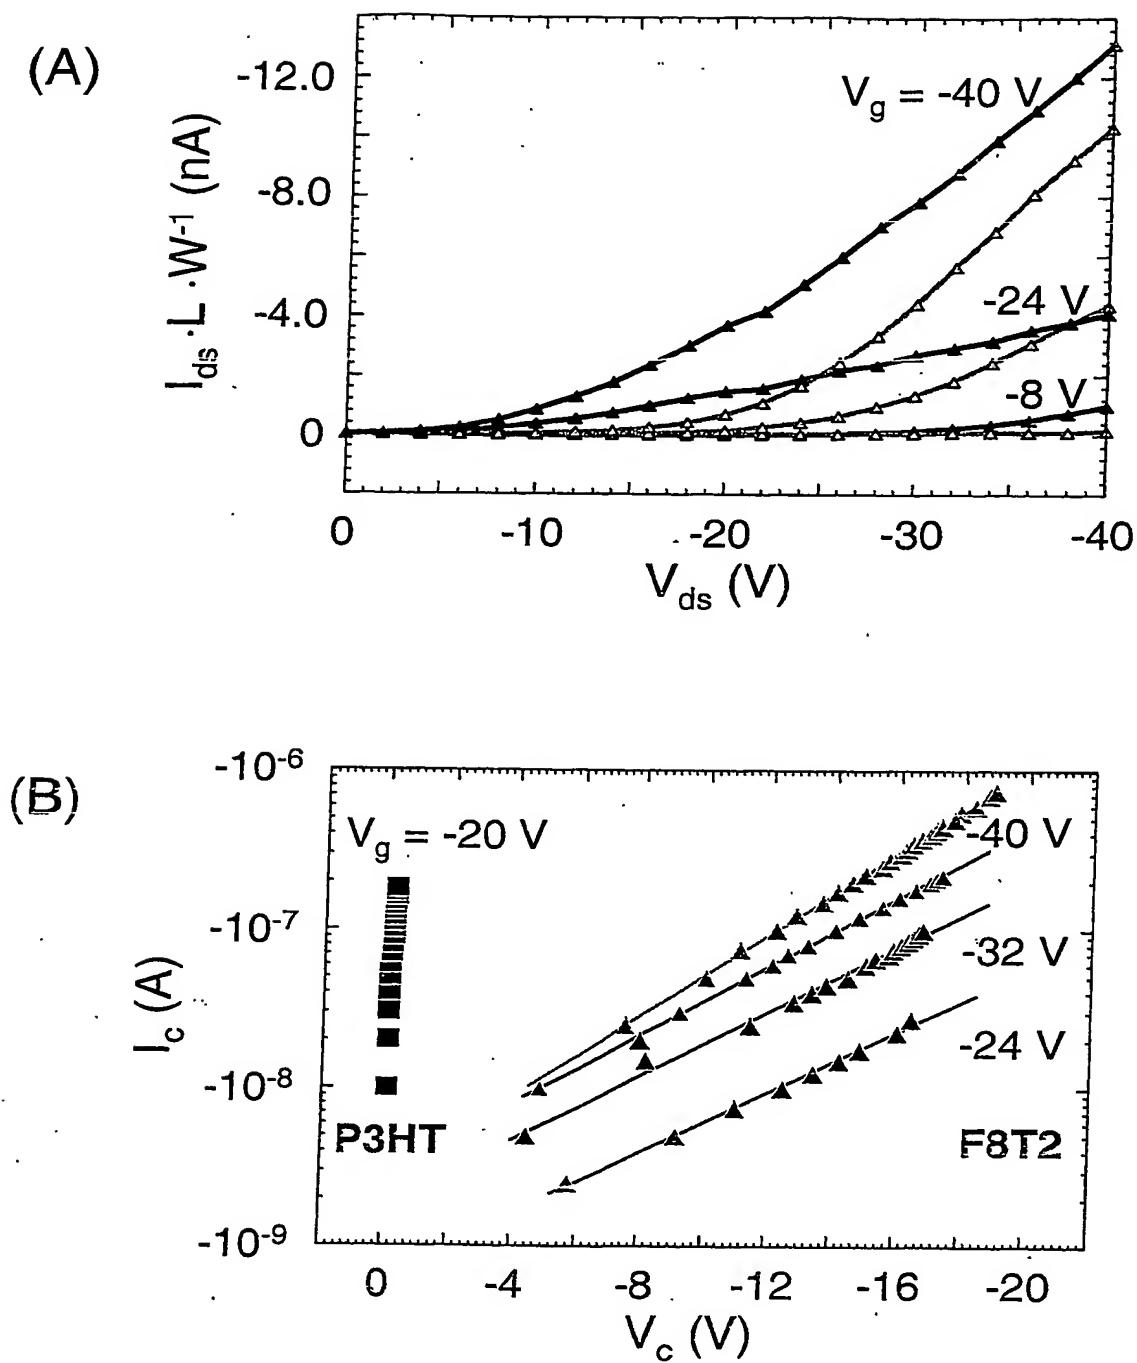 (A)
-12.0
-8.0
-4.0
0
I_ds · L · W^-1 (nA)
V_g = -40 V
-24 V
-8 V
0 -10 -20 -30 -40
V_ds (V)
(B)
-10^-6
-10^-7
-10^-8
-10^-9
I_c (A)
V_g = -20 V
-40 V
-32 V
-24 V
P3HT F8T2
0 -4 -8 -12 -16 -20
V_c (V)